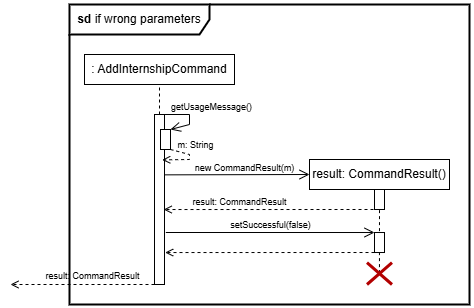 sd if wrong parameters
: AddInternshipCommand
getUsageMessage()
m: String
new CommandResult(m)
result: CommandResult()
result: CommandResult
setSuccessful(false)
result: CommandResult